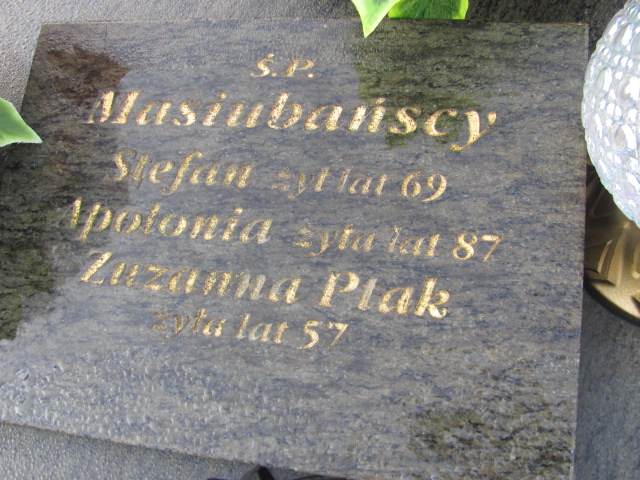 Ś.P.
Masiubańscy
Stefan żył lat 69
Apolonia żyła lat 87
Zuzanna Ptak
żyła lat 57